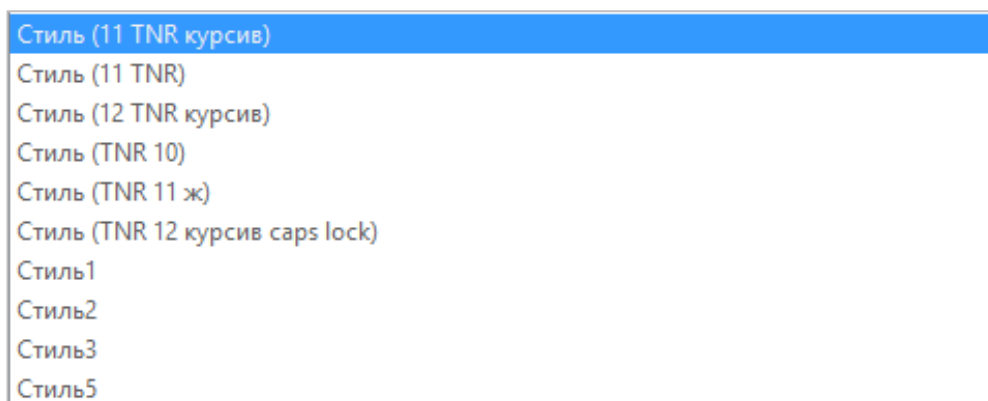 Стиль (11 TNR курсив)
Стиль (11 TNR)
Стиль (12 TNR курсив)
Стиль (TNR 10)
Стиль (TNR 11 ж)
Стиль (TNR 12 курсив caps lock)
Стиль1
Стиль2
Стиль3
Стиль5